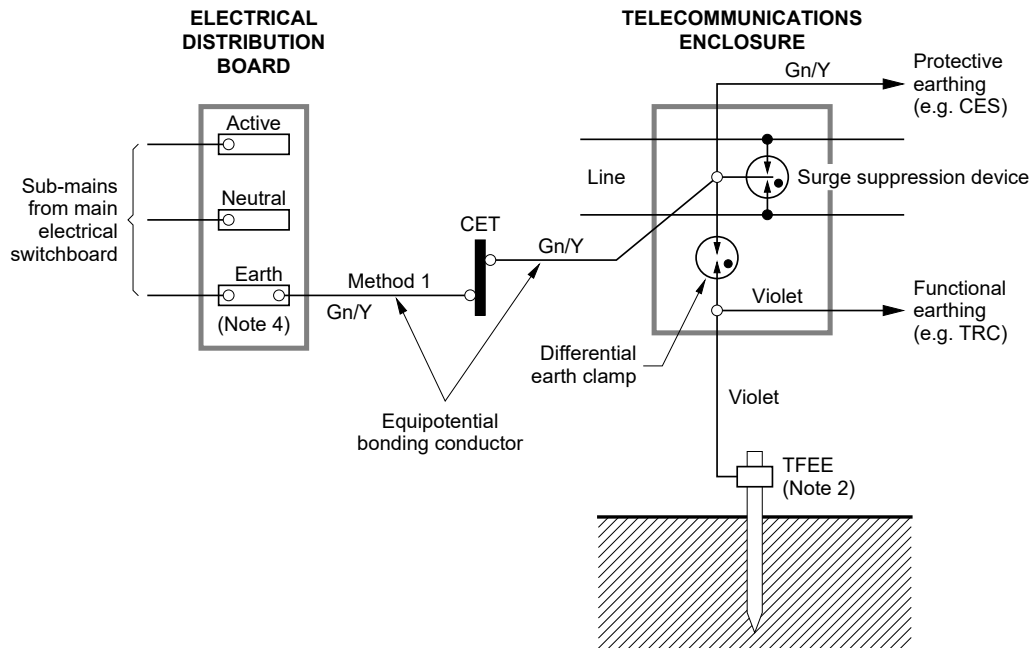 ELECTRICAL
DISTRIBUTION
BOARD
TELECOMMUNICATIONS
ENCLOSURE
Gn/Y
Protective
earthing
(e.g. CES)
Active
Line
Surge suppression device
Sub-mains
from main
electrical
switchboard
Neutral
CET
Gn/Y
Earth
Method 1
Gn/Y
(Note 4)
Violet
Functional
earthing
(e.g. TRC)
Differential
earth clamp
Equipotential
bonding conductor
Violet
TFEE
(Note 2)